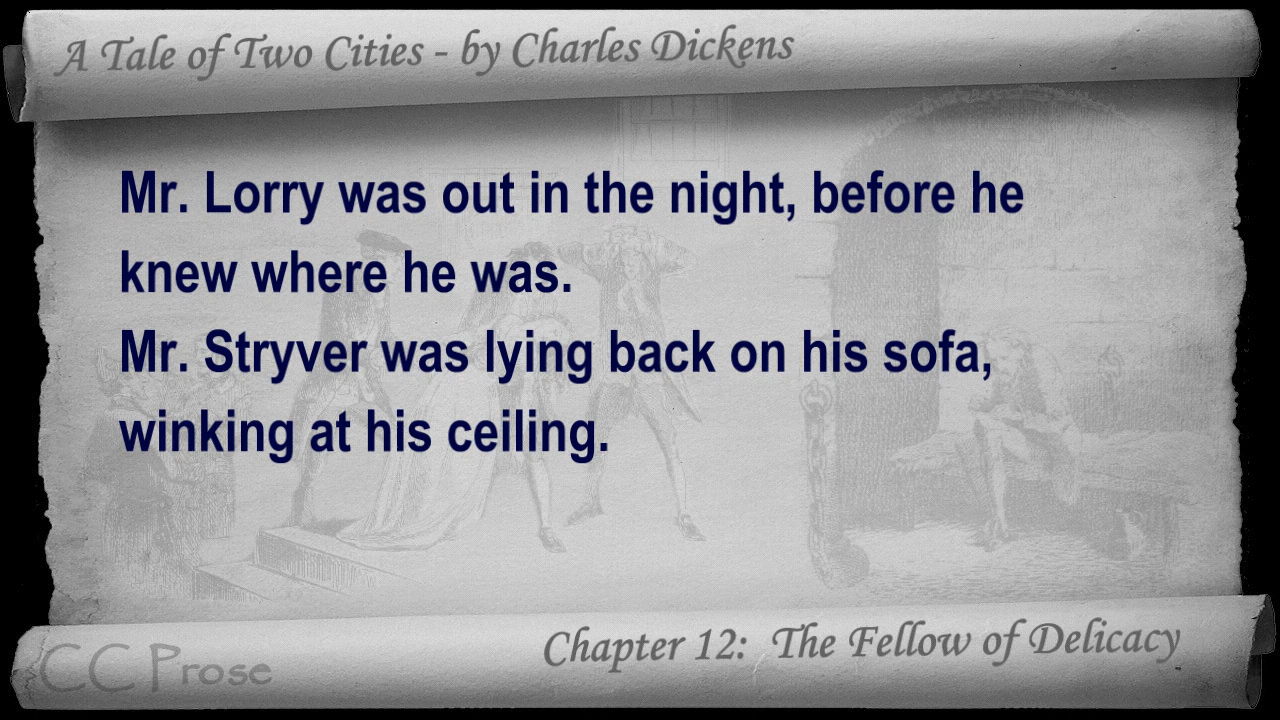 A Tale of Two Cities - by Charles Dickens
Mr. Lorry was out in the night, before he
knew where he was.
Mr. Stryver was lying back on his sofa,
winking at his ceiling.
Chapter 12: The Fellow of Delicacy
CC Prose